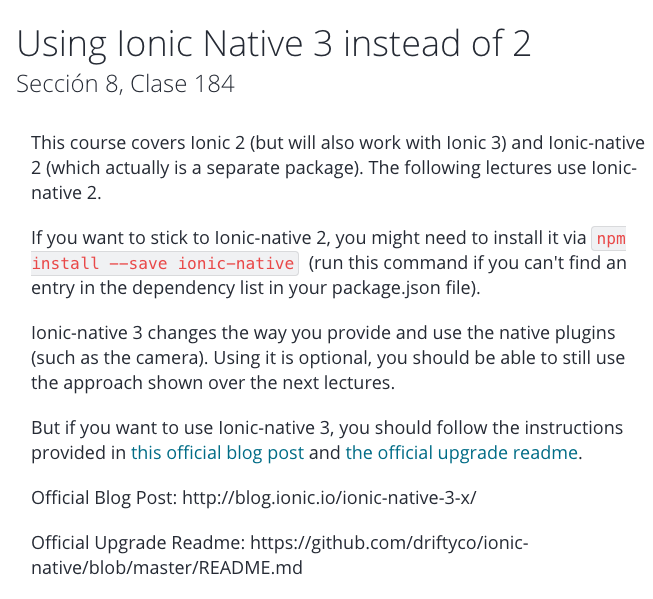 Using Ionic Native 3 instead of 2
Sección 8, Clase 184
This course covers Ionic 2 (but will also work with Ionic 3) and Ionic-native
2 (which actually is a separate package). The following lectures use Ionic-
native 2.
If you want to stick to Ionic-native 2, you might need to install it via npm
install --save ionic-native (run this command if you can't find an
entry in the dependency list in your package.json file).
Ionic-native 3 changes the way you provide and use the native plugins
(such as the camera). Using it is optional, you should be able to still use
the approach shown over the next lectures.
But if you want to use Ionic-native 3, you should follow the instructions
provided in this official blog post and the official upgrade readme.
Official Blog Post: http://blog.ionic.io/ionic-native-3-x/
Official Upgrade Readme: https://github.com/driftyco/ionic-
native/blob/master/README.md